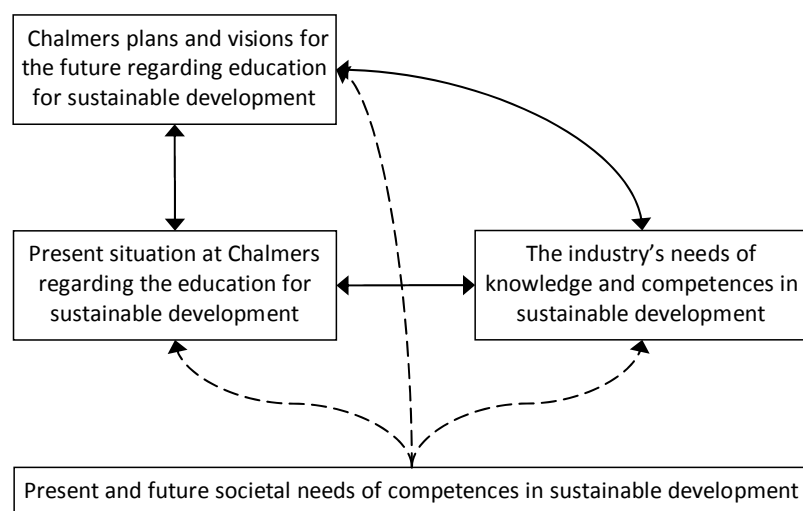 Chalmers plans and visions for
the future regarding education
for sustainable development
Present situation at Chalmers
regarding the education for
sustainable development
The industry’s needs of
knowledge and competences in
sustainable development
Present and future societal needs of competences in sustainable development